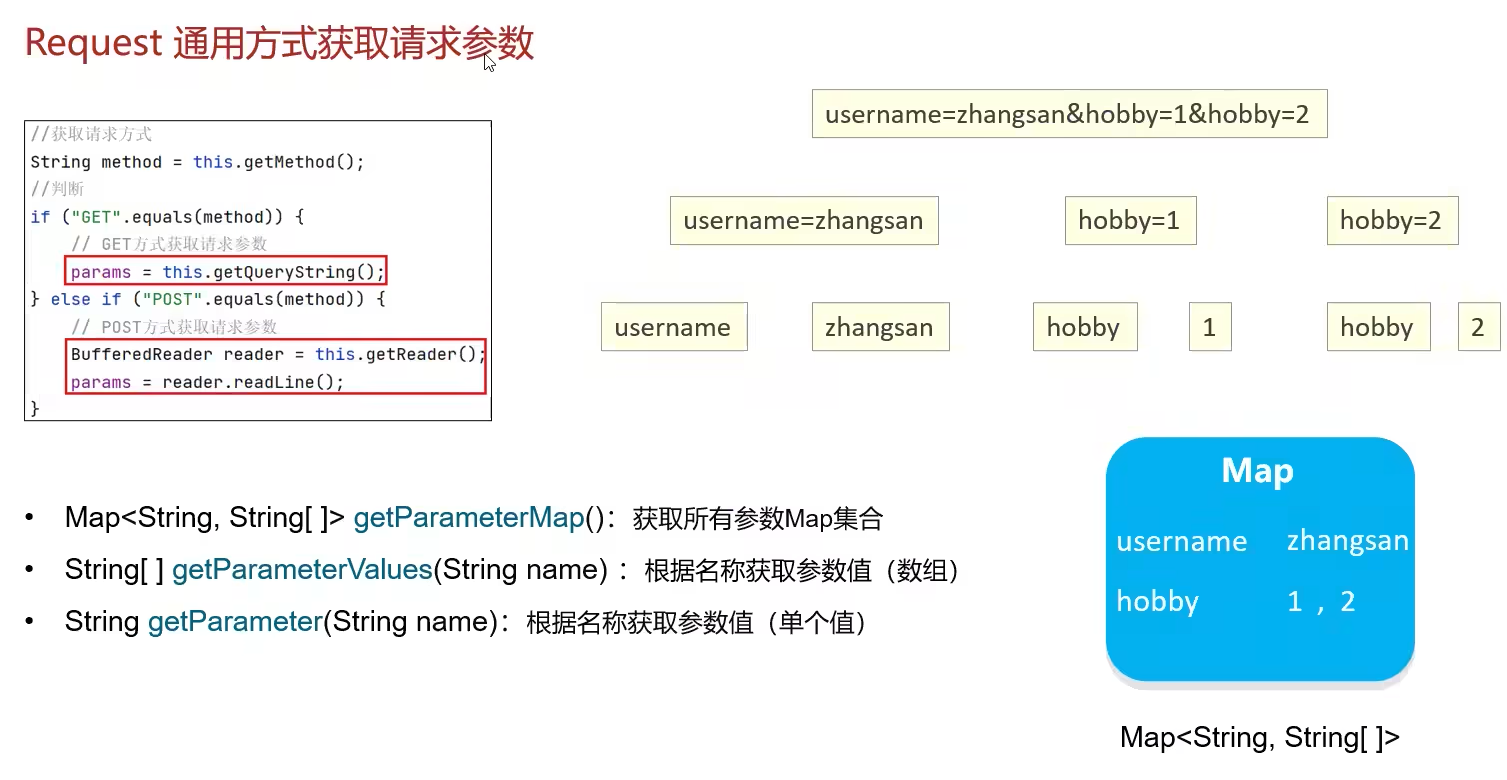 Request 通用方式获取请求参数
//获取请求方式
String method = this.getMethod();
//判断
if ("GET".equals(method)) {
// GET方式获取请求参数
params = this.getQueryString();
} else if ("POST".equals(method)) {
// POST方式获取请求参数
BufferedReader reader = this.getReader();
params = reader.readLine();
}
username=zhangsan&hobby=1&hobby=2
username=zhangsan hobby=1 hobby=2
username zhangsan hobby 1 hobby 2
• Map<String, String[ ]> getParameterMap()：获取所有参数Map集合
• String[ ] getParameterValues(String name) ：根据名称获取参数值（数组）
• String getParameter(String name)：根据名称获取参数值（单个值）
Map
username zhangsan
hobby 1 , 2
Map<String, String[ ]>